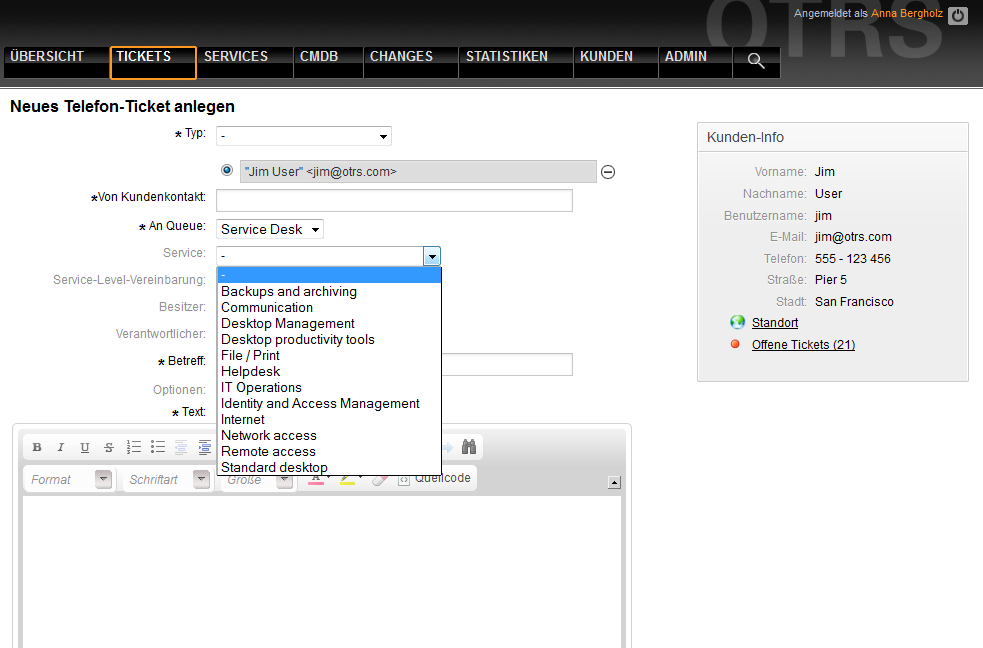 OTRS
Angemeldet als Anna Bergholz
ÜBERSICHT TICKETS SERVICES CMDB CHANGES STATISTIKEN KUNDEN ADMIN
Neues Telefon-Ticket anlegen
* Typ: -
"Jim User" <jim@otrs.com>
*Von Kundenkontakt:
* An Queue: Service Desk
Service: -
-
Backups and archiving
Communication
Desktop Management
Desktop productivity tools
File / Print
Helpdesk
IT Operations
Identity and Access Management
Internet
Network access
Remote access
Standard desktop
Service-Level-Vereinbarung:
Besitzer:
Verantwortlicher:
* Betreff:
Optionen:
* Text:
B I U S
Format Schriftart Größe A Quellcode
Kunden-Info
Vorname: Jim
Nachname: User
Benutzername: jim
E-Mail: jim@otrs.com
Telefon: 555 - 123 456
Straße: Pier 5
Stadt: San Francisco
Standort
Offene Tickets (21)